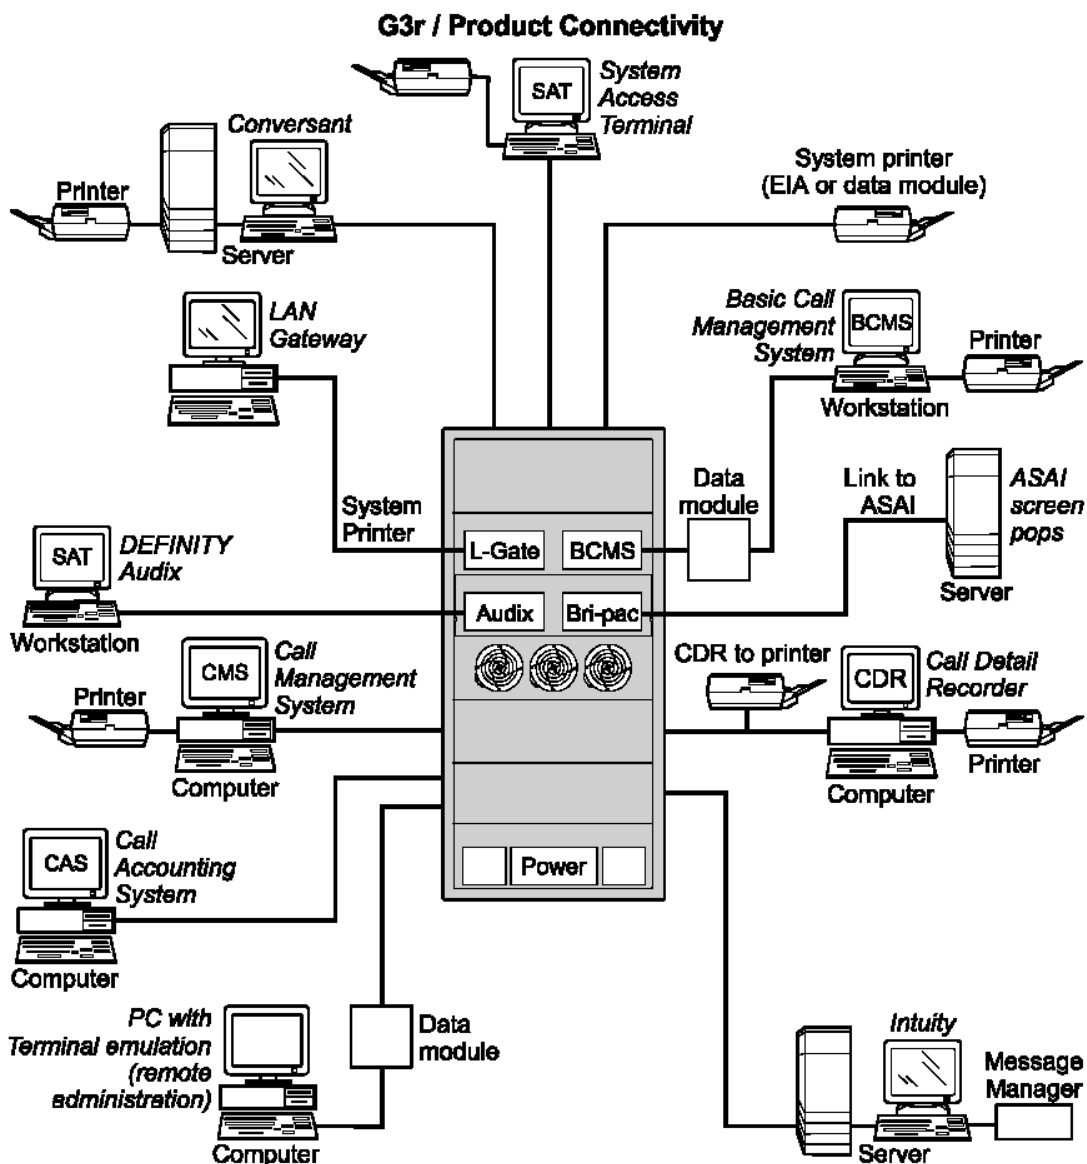 G3r / Product Connectivity
SAT
System
Access
Terminal
Conversant
Printer
Server
System printer
(EIA or data module)
LAN
Gateway
Basic Call
Management
System
BCMS
Printer
Workstation
System
Printer
Data
module
Link to
ASAI
ASAI
screen
pops
Server
L-Gate
BCMS
SAT
DEFINITY
Audix
Workstation
Audix
Bri-pac
CMS
Call
Management
System
Printer
Computer
CDR to printer
CDR
Call Detail
Recorder
Printer
Computer
CAS
Call
Accounting
System
Computer
Power
PC with
Terminal emulation
(remote
administration)
Computer
Data
module
Intuity
Message
Manager
Server